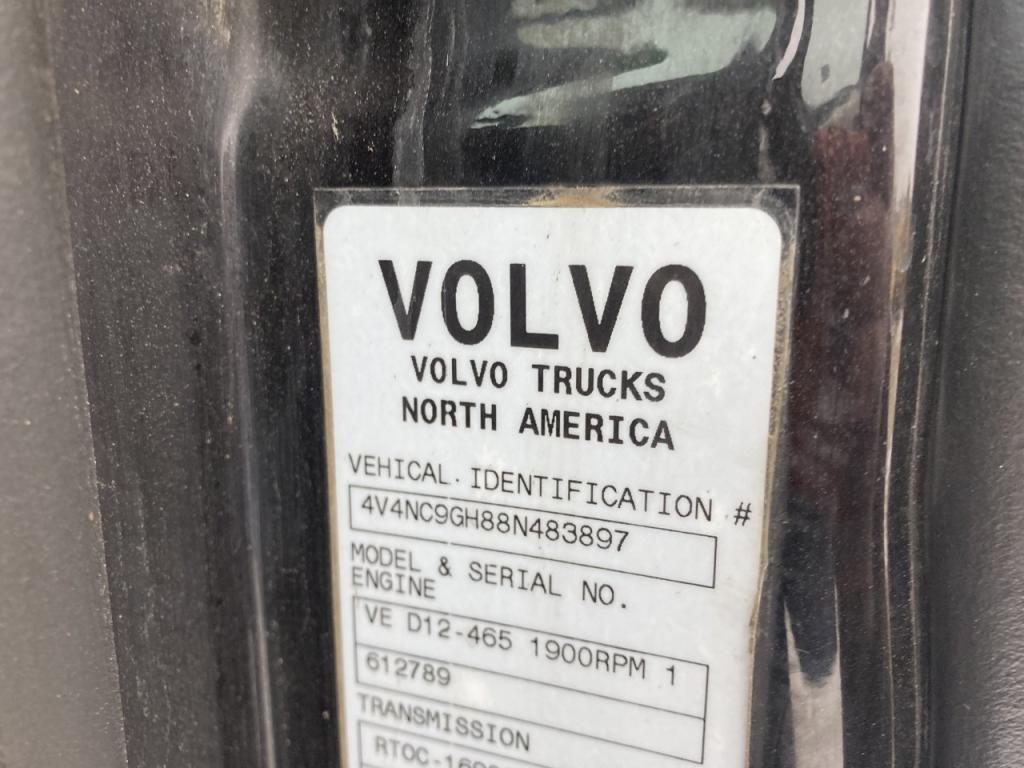 VOLVO
VOLVO TRUCKS
NORTH AMERICA
VEHICAL IDENTIFICATION #
4V4NC9GH88N483897
MODEL & SERIAL NO.
ENGINE
VE D12-465 1900RPM 1
612789
TRANSMISSION